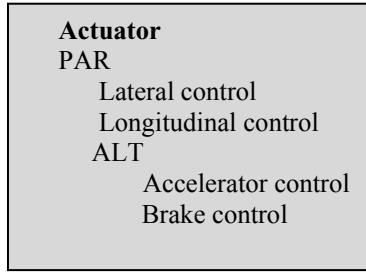 Actuator
PAR
Lateral control
Longitudinal control
ALT
Accelerator control
Brake control